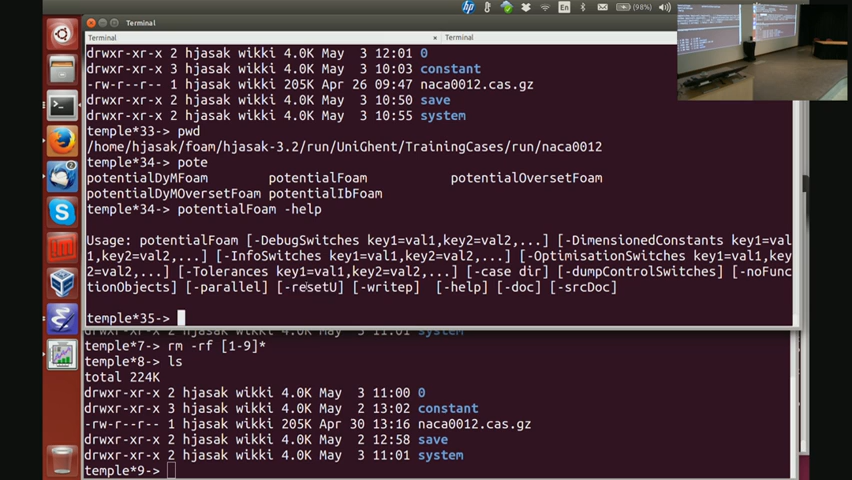 hp
En
(98%)
Terminal
Terminal
Terminal
drwxr-xr-x 2 hjasak wikki 4.0K May  3 12:01 0
drwxr-xr-x 3 hjasak wikki 4.0K May  3 10:03 constant
-rw-r--r-- 1 hjasak wikki 205K Apr 26 09:47 naca0012.cas.gz
drwxr-xr-x 2 hjasak wikki 4.0K May  3 10:50 save
drwxr-xr-x 2 hjasak wikki 4.0K May  3 10:55 system
temple*33-> pwd
/home/hjasak/foam/hjasak-3.2/run/UniGhent/TrainingCases/run/naca0012
temple*34-> pote
potentialDyMFoam potentialFoam potentialOversetFoam
potentialDyMOversetFoam potentialIbFoam
temple*34-> potentialFoam -help
Usage: potentialFoam [-DebugSwitches key1=val1,key2=val2,...] [-DimensionedConstants key1=va
l1,key2=val2,...] [-InfoSwitches key1=val1,key2=val2,...] [-OptimisationSwitches key1=val1,k
ey2=val2,...] [-Tolerances key1=val1,key2=val2,...] [-case dir] [-dumpControlSwitches] [-noFunc
tionObjects] [-parallel] [-resetU] [-writep]  [-help] [-doc] [-srcDoc]
temple*35->
temple*7-> rm -rf [1-9]*
temple*8-> ls
total 224K
drwxr-xr-x 2 hjasak wikki 4.0K May  3 11:00 0
drwxr-xr-x 3 hjasak wikki 4.0K May  2 13:02 constant
-rw-r--r-- 1 hjasak wikki 205K Apr 30 13:16 naca0012.cas.gz
drwxr-xr-x 2 hjasak wikki 4.0K May  2 12:58 save
drwxr-xr-x 2 hjasak wikki 4.0K May  3 11:01 system
temple*9->